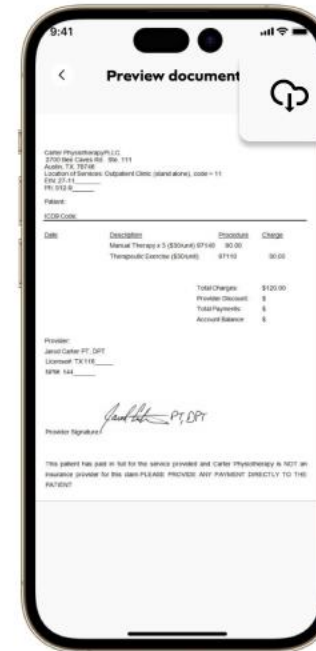 9:41
Preview document
Carter PhysiotherapyPLLC
2700 Bee Caves Rd. Ste. 111
Austin, TX, 78746
Location of Services: Outpatient Clinic (stand alone), code = 11
EIN: 27-11
PH: 512-8
Patient:
ICD9 Code:
Date Description Procedure Charge
Manual Therapy x 3 ($30/unit) 97140 90.00
Therapeutic Exercise ($30/unit) 97110 30.00
Total Charges: $120.00
Provider Discount: $
Total Payments: $
Account Balance: $
Provider:
Jarod Carter PT, DPT
License#: TX 116
NPI#: 144
PT, DPT
Provider Signature:
This patient has paid in full for the service provided and Carter Physiotherapy is NOT an
insurance provider for this claim PLEASE PROVIDE ANY PAYMENT DIRECTLY TO THE
PATIENT